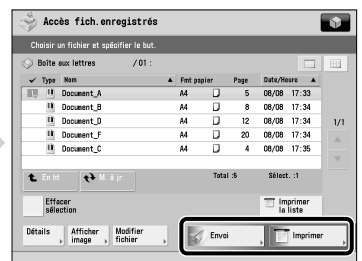 Accès fich. enregistrés
Choisir un fichier et spécifier le but.
Boîte aux lettres / 01 :
✓ Type Nom ▲ Fmt papier Page Date/Heure ▲
Document_A A4 5 08/08 17:33
Document_B A4 8 08/08 17:34
Document_D A4 12 08/08 17:34
Document_F A4 20 08/08 17:34
Document_C A4 4 08/08 17:35
1/1
En ht M. à jr Total :6 Sélect. :1
Effacer sélection
Imprimer la liste
Détails Afficher image Modifier fichier Envoi Imprimer